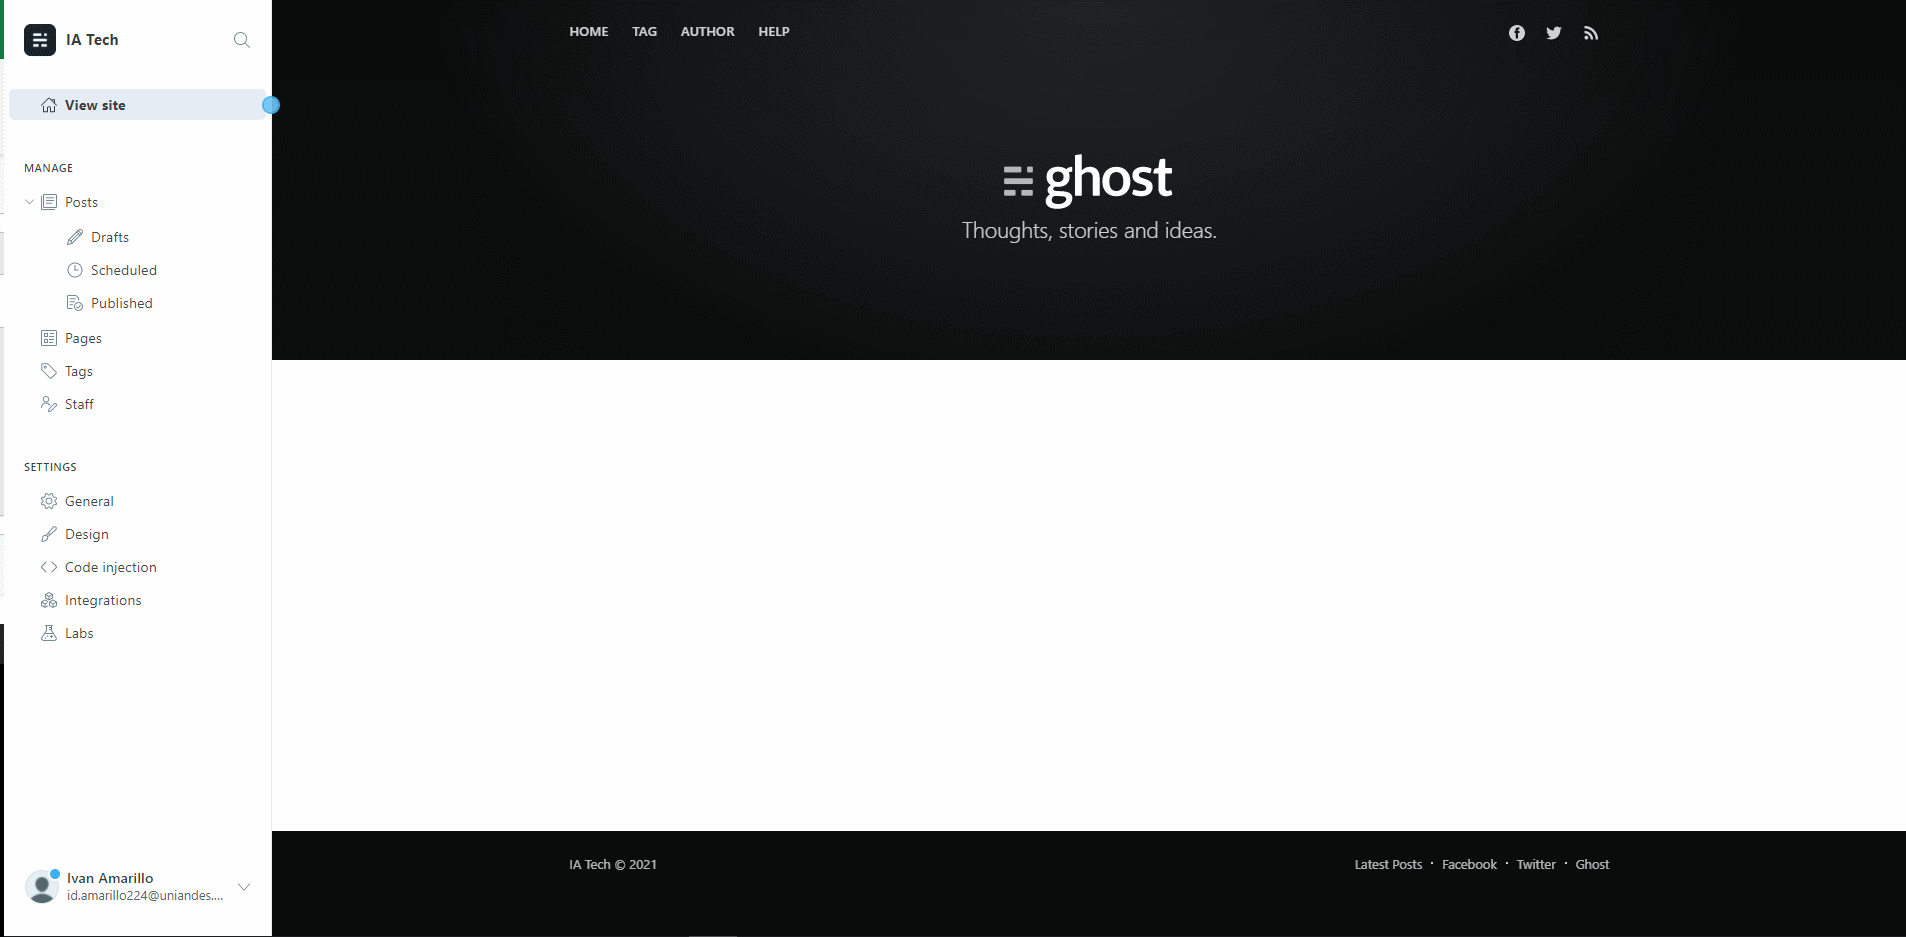 IA Tech
View site
MANAGE
Posts
Drafts
Scheduled
Published
Pages
Tags
Staff
SETTINGS
General
Design
Code injection
Integrations
Labs
Ivan Amarillo
id.amarillo224@uniandes....
HOME TAG AUTHOR HELP
ghost
Thoughts, stories and ideas.
IA Tech © 2021
Latest Posts · Facebook · Twitter · Ghost